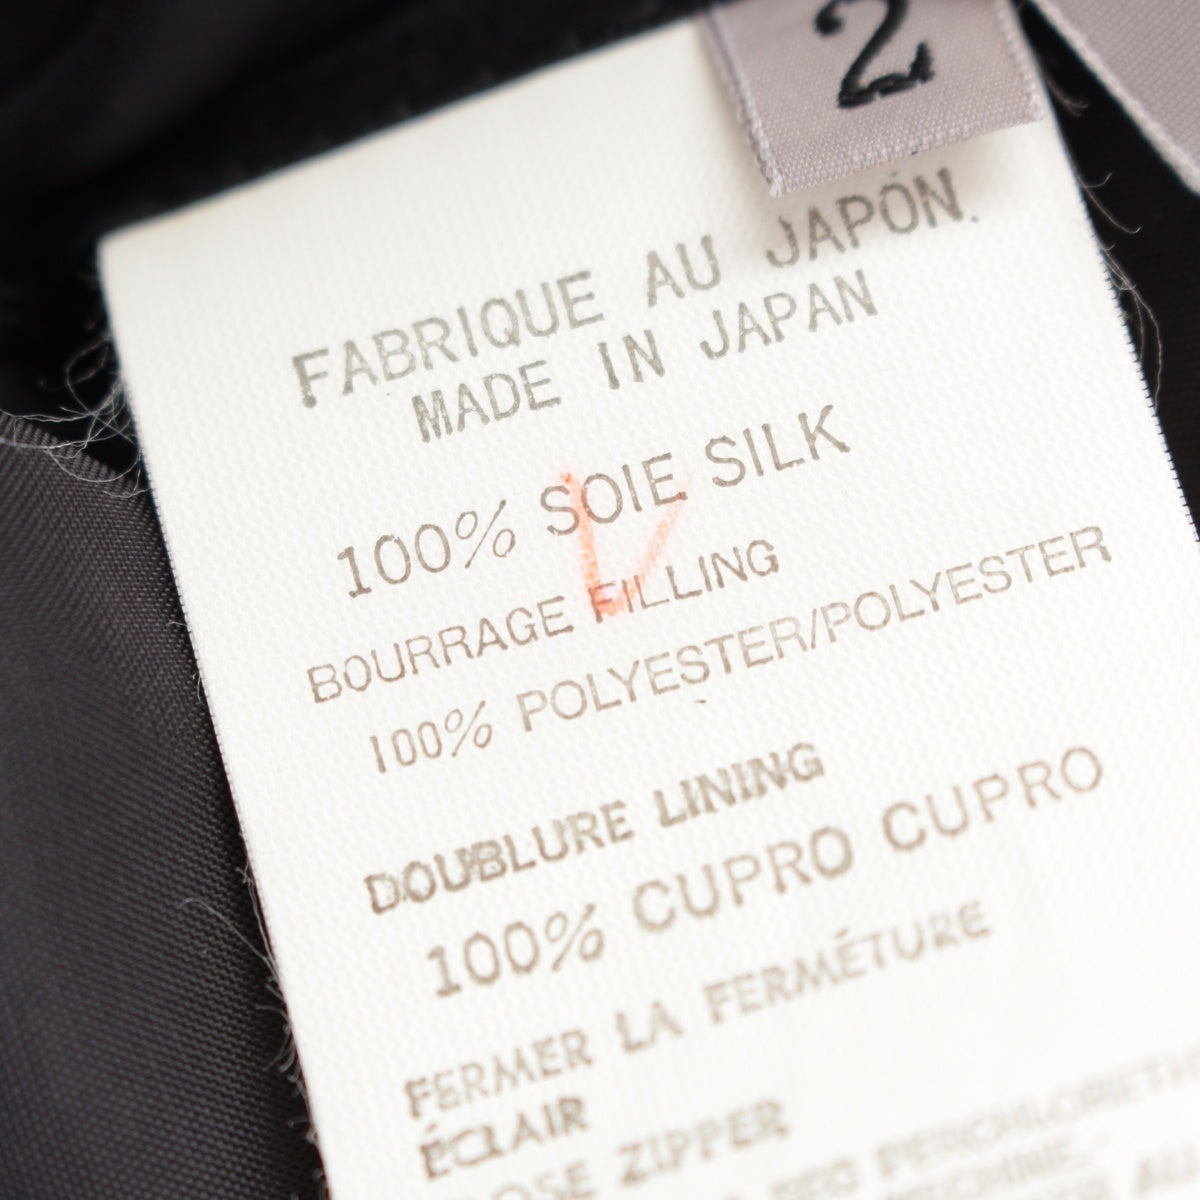 2
FABRIQUE AU JAPON.
MADE IN JAPAN
100% SOIE SILK
BOURRAGE FILLING
100% POLYESTER/POLYESTER
DOUBLURE LINING
100% CUPRO CUPRO
FERMER LA FERMÉTURE
ÉCLAIR
ZIPPER